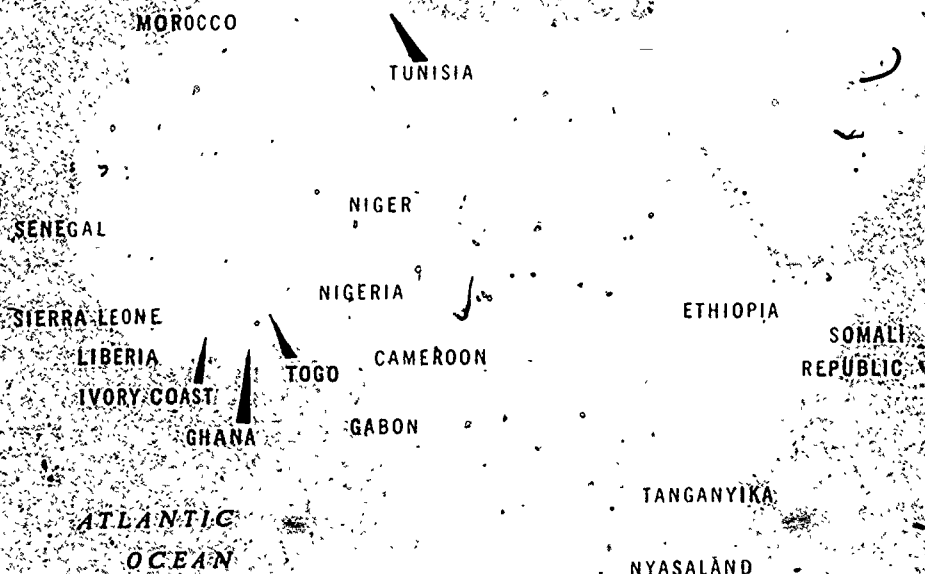 MOROCCO
TUNISIA
NIGER
SENEGAL
NIGERIA
ETHIOPIA
SIERRA LEONE
SOMALI
REPUBLIC
LIBERIA
CAMEROON
TOGO
IVORY COAST
GABON
GHANA
TANGANYIKA
ATLANTIC
OCEAN
NYASALAND